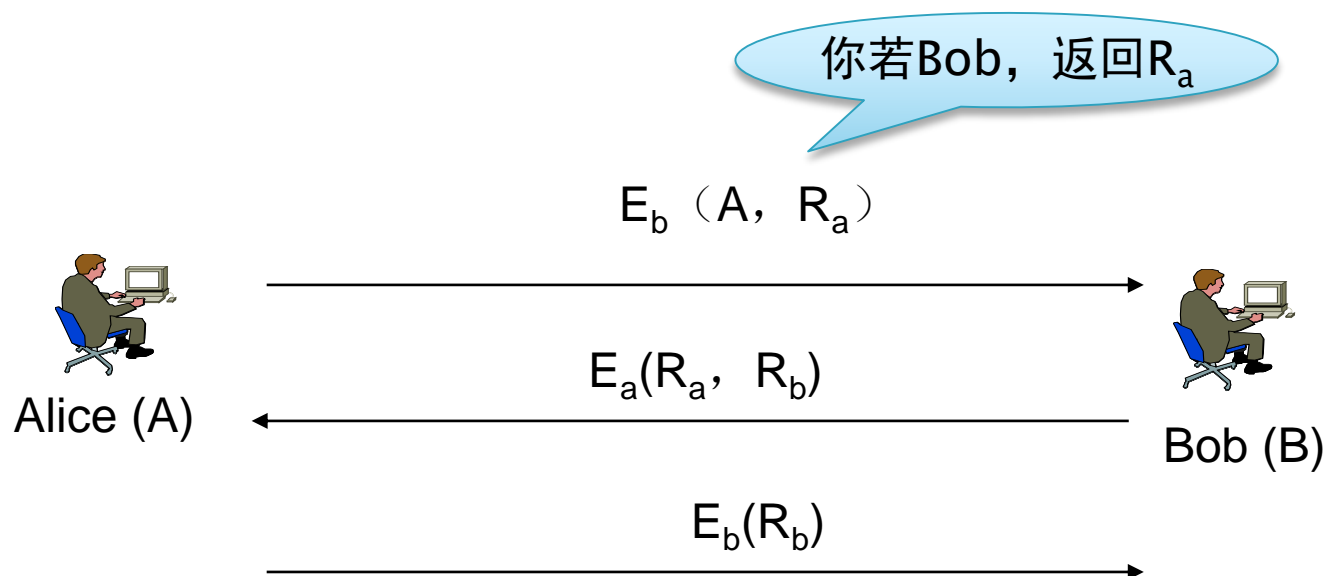 你若Bob，返回Ra
Eb（A，Ra）
Ea(Ra，Rb)
Alice (A)
Bob (B)
Eb(Rb)